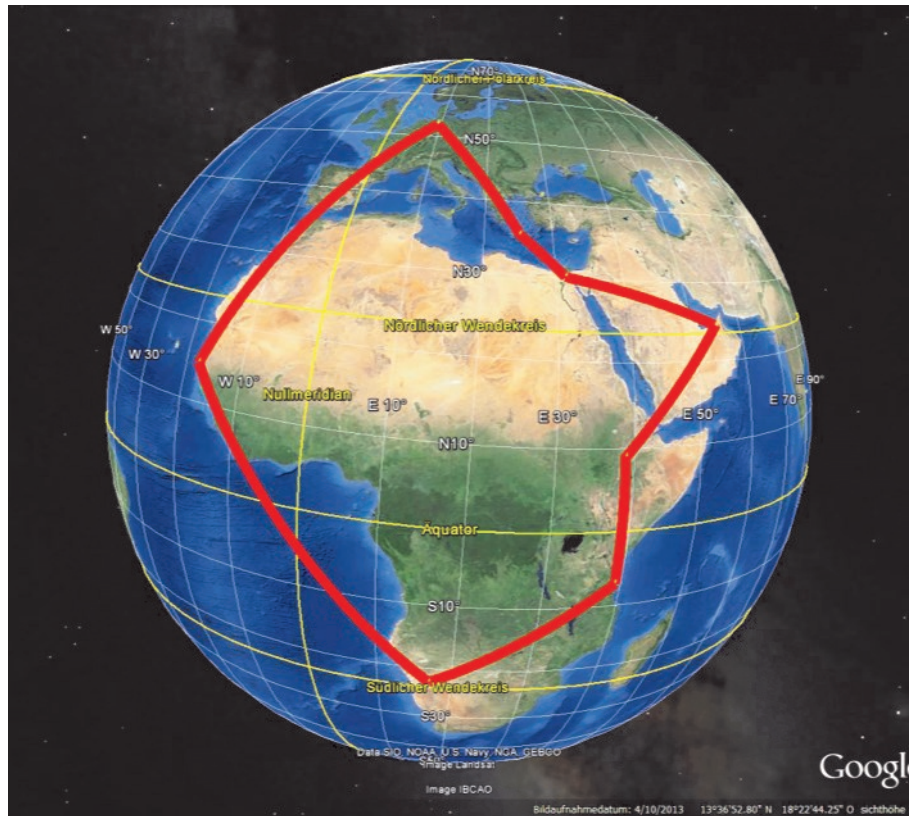 N70°
Nördlicher Polarkreis
N50°
N30°
Nördlicher Wendekreis
W 50°
W 30°
W 10°
Nullmeridian
E 10°
E 30°
E 50°
E 70°
E 90°
N10°
Äquator
S10°
Südlicher Wendekreis
S30°
Data SIO, NOAA, U.S. Navy, NGA, GEBCO
Image Landsat
Image IBCAO
Google
Bildaufnahmedatum: 4/10/2013 13°36'52.80" N 18°22'44.25" O sichthöhe